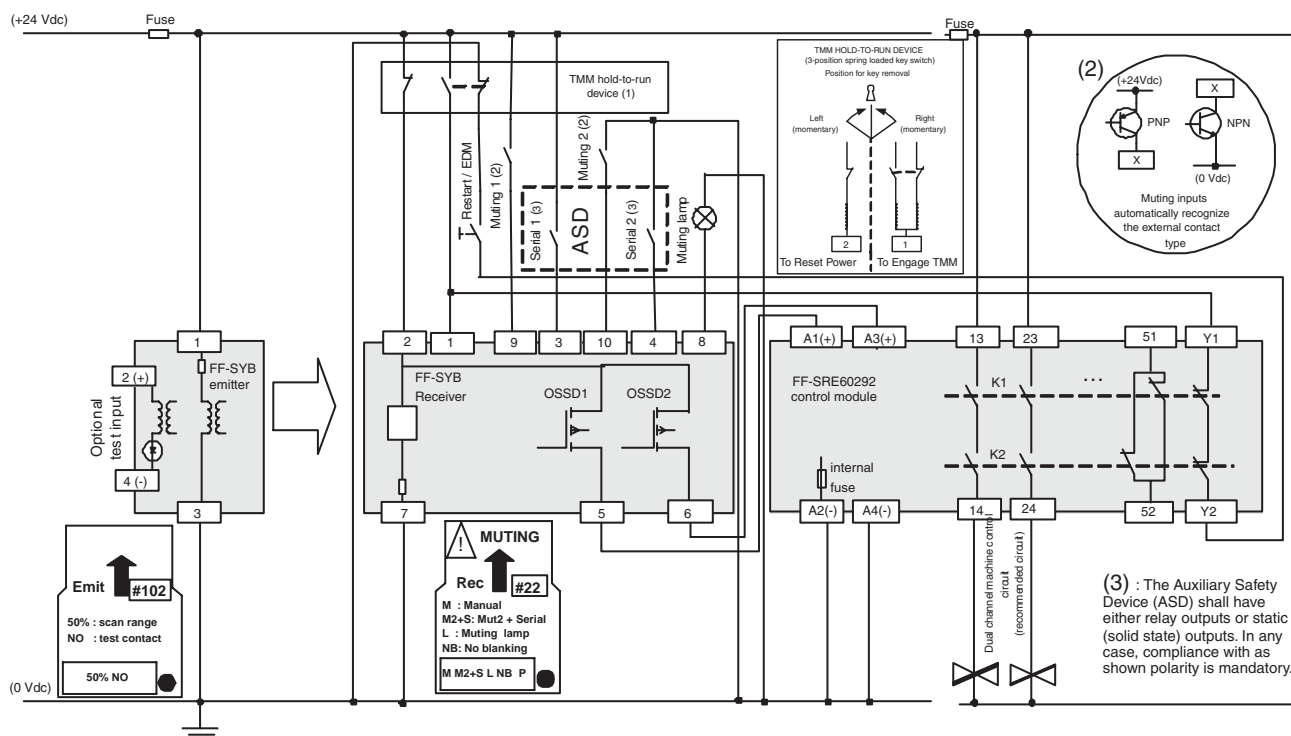 (+24 Vdc)
Fuse
Fuse
TMM hold-to-run
device (1)
TMM HOLD-TO-RUN DEVICE
(3-position spring loaded key switch)
Position for key removal
Left
(momentary)
Right
(momentary)
2
1
To Reset Power
To Engage TMM
(2)
(+24Vdc)
X
PNP
NPN
X
(0 Vdc)
Muting inputs
automatically recognize
the external contact
type
Restart / EDM
Muting 1 (2)
Serial 1 (3)
ASD
Muting 2 (2)
Serial 2 (3)
Muting lamp
1
2 (+)
FF-SYB
emitter
Optional
test input
4 (-)
3
2
1
9
3
10
4
8
FF-SYB
Receiver
OSSD1
OSSD2
7
5
6
A1(+)
A3(+)
13
23
51
Y1
FF-SRE60292
control module
K1
...
K2
internal
fuse
A2(-)
A4(-)
14
24
52
Y2
Dual channel machine control
circuit
(recommended circuit)
Emit
#102
50% : scan range
NO : test contact
50% NO
! MUTING
Rec
#22
M : Manual
M2+S: Mut2 + Serial
L : Muting lamp
NB: No blanking
M M2+S L NB P
(3) : The Auxiliary Safety
Device (ASD) shall have
either relay outputs or static
(solid state) outputs. In any
case, compliance with as
shown polarity is mandatory.
(0 Vdc)